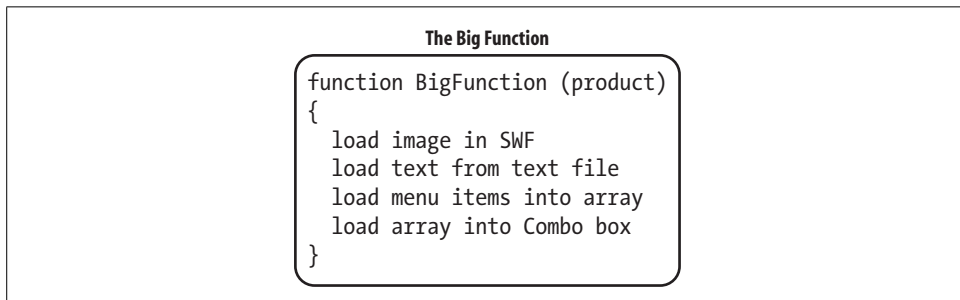 The Big Function
function BigFunction (product)
{
load image in SWF
load text from text file
load menu items into array
load array into Combo box
}